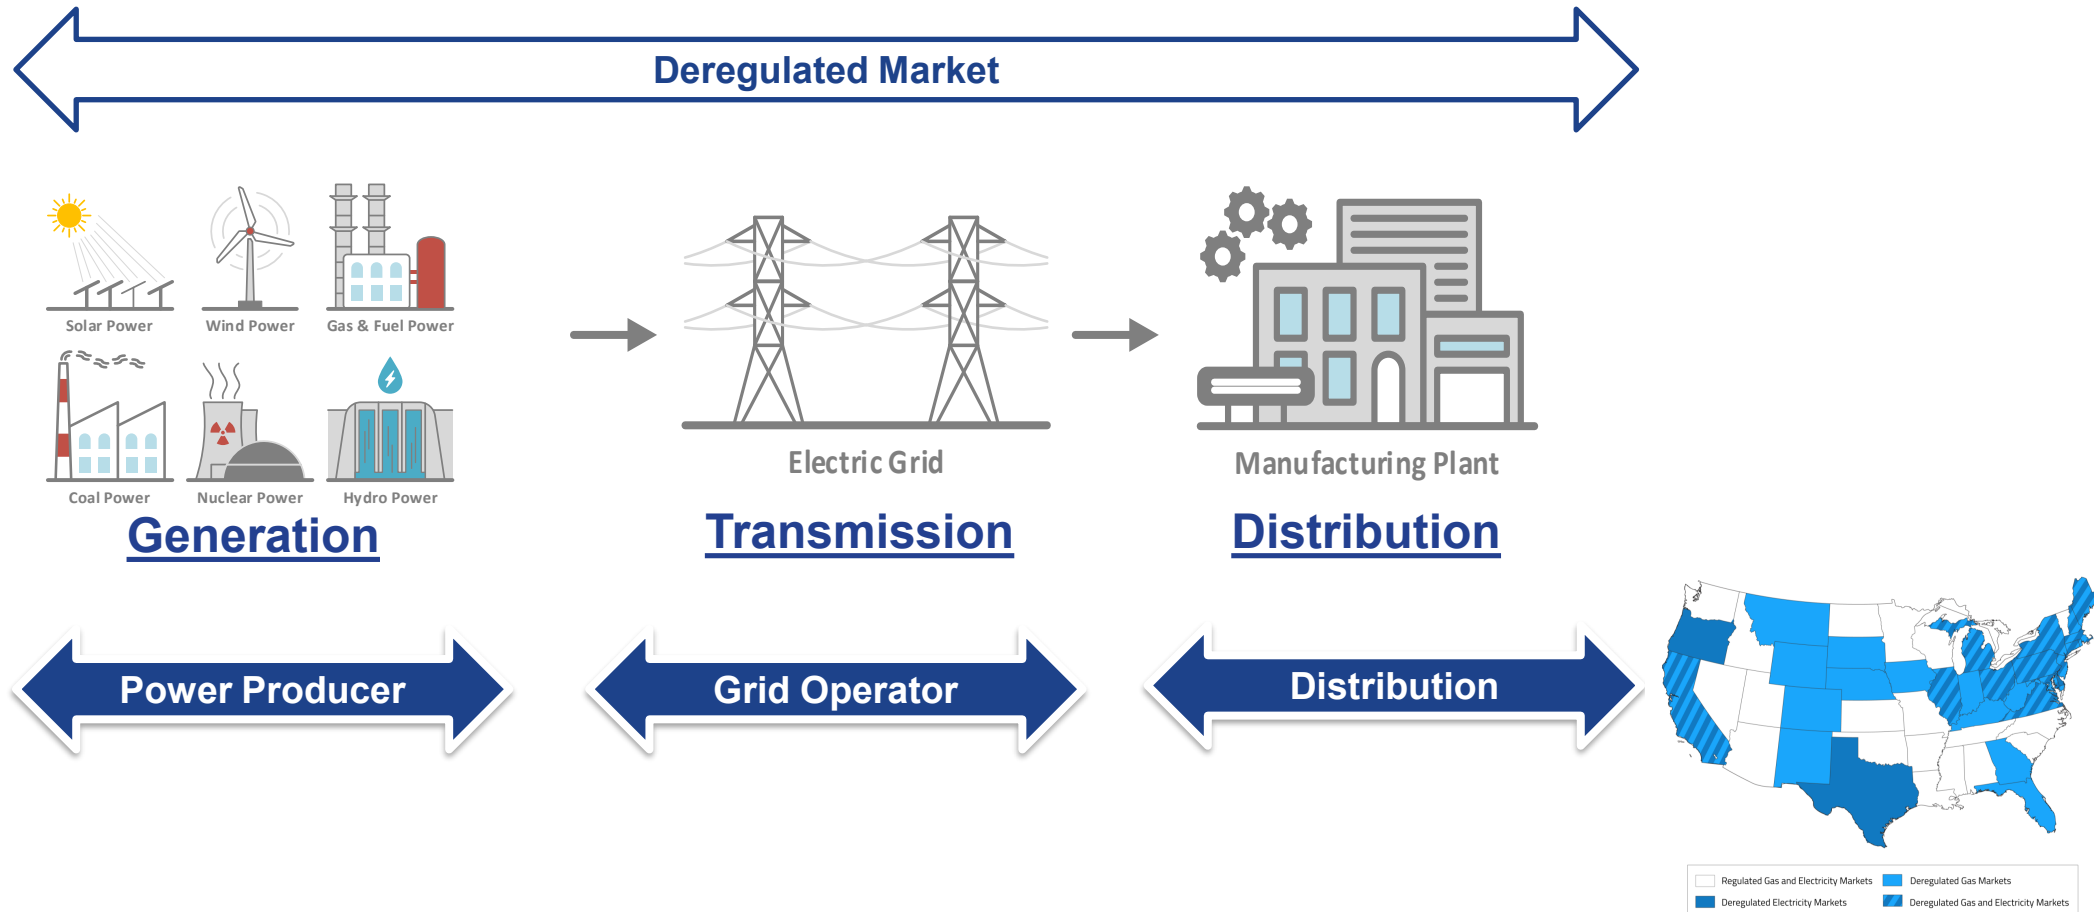 Deregulated Market
Solar Power
Wind Power
Gas & Fuel Power
Coal Power
Nuclear Power
Hydro Power
Electric Grid
Manufacturing Plant
Generation
Transmission
Distribution
Power Producer
Grid Operator
Distribution
Regulated Gas and Electricity Markets
Deregulated Gas Markets
Deregulated Electricity Markets
Deregulated Gas and Electricity Markets